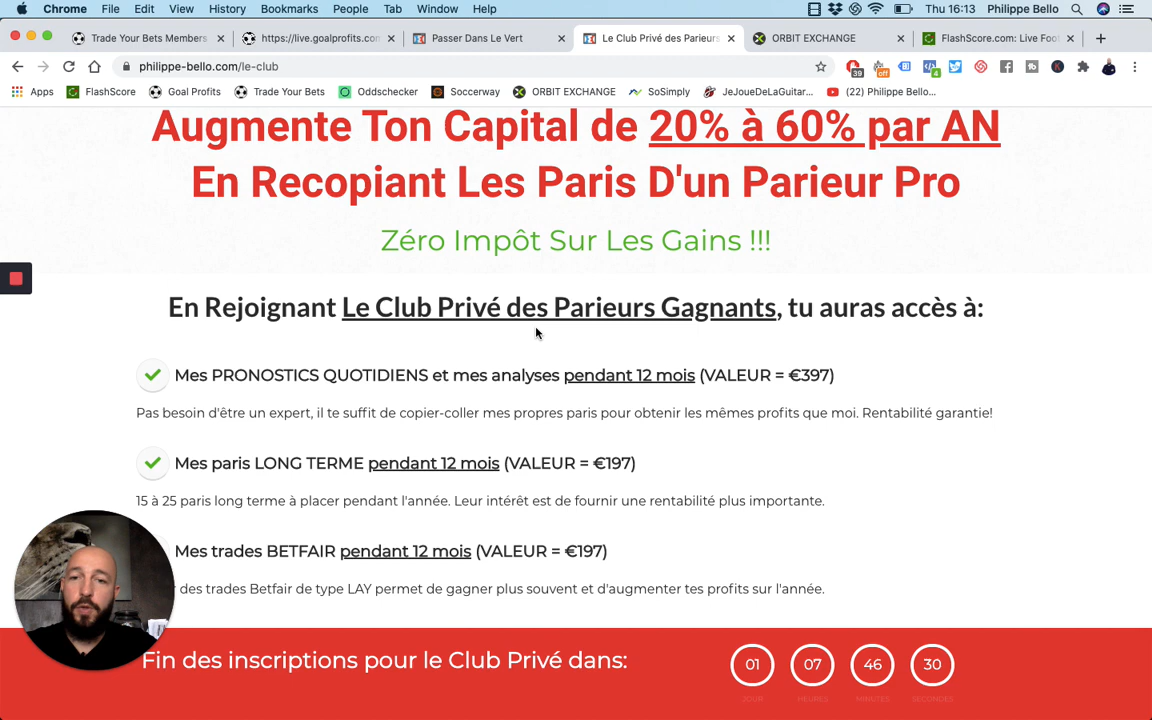 Chrome File Edit View History Bookmarks People Tab Window Help Thu 16:13 Philippe Bello
Trade Your Bets Members https://live.goalprofits.com Passer Dans Le Vert Le Club Privé des Parieurs ORBIT EXCHANGE FlashScore.com: Live Foo
philippe-bello.com/le-club 39 off 4
Apps FlashScore Goal Profits Trade Your Bets Oddschecker Soccerway ORBIT EXCHANGE SoSimply JeJoueDeLaGuitar... (22) Philippe Bello...
Augmente Ton Capital de 20% à 60% par AN
En Recopiant Les Paris D'un Parieur Pro
Zéro Impôt Sur Les Gains !!!
En Rejoignant Le Club Privé des Parieurs Gagnants, tu auras accès à:
Mes PRONOSTICS QUOTIDIENS et mes analyses pendant 12 mois (VALEUR = €397)
Pas besoin d'être un expert, il te suffit de copier-coller mes propres paris pour obtenir les mêmes profits que moi. Rentabilité garantie!
Mes paris LONG TERME pendant 12 mois (VALEUR = €197)
15 à 25 paris long terme à placer pendant l'année. Leur intérêt est de fournir une rentabilité plus importante.
Mes trades BETFAIR pendant 12 mois (VALEUR = €197)
des trades Betfair de type LAY permet de gagner plus souvent et d'augmenter tes profits sur l'année.
Fin des inscriptions pour le Club Privé dans: 01 07 46 30
JOUR HEURES MINUTES SECONDES